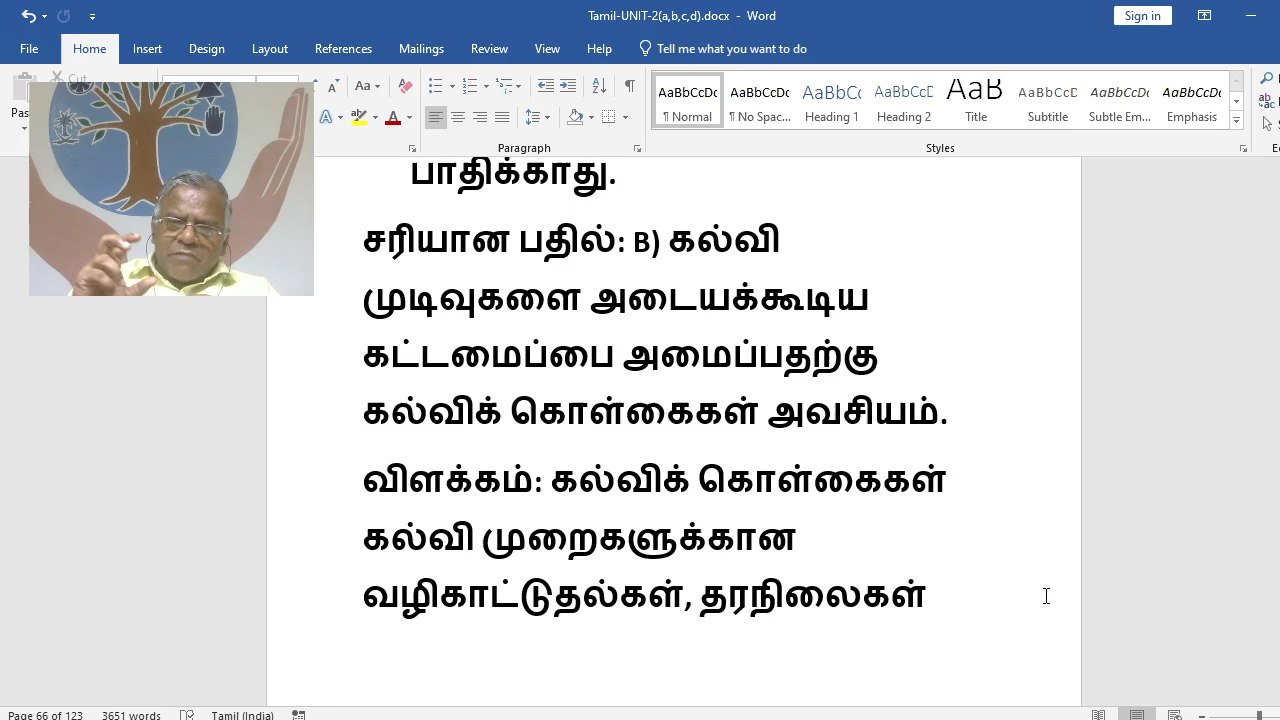 Tamil-UNIT-2(a,b,c,d).docx - Word
Sign in
File Home Insert Design Layout References Mailings Review View Help Tell me what you want to do
Cut
Aa
AaBbCcDc AaBbCcDc AaBbCc AaBbCcD AaB AaBbCcD AaBbCcDc AaBbCcDc
¶ Normal ¶ No Spac... Heading 1 Heading 2 Title Subtitle Subtle Em... Emphasis
Paragraph Styles
பாதிக்காது.
சரியான பதில்: B) கல்வி
முடிவுகளை அடையக்கூடிய
கட்டமைப்பை அமைப்பதற்கு
கல்விக் கொள்கைகள் அவசியம்.
விளக்கம்: கல்விக் கொள்கைகள்
கல்வி முறைகளுக்கான
வழிகாட்டுதல்கள், தரநிலைகள்
Page 66 of 123 3651 words Tamil (India)